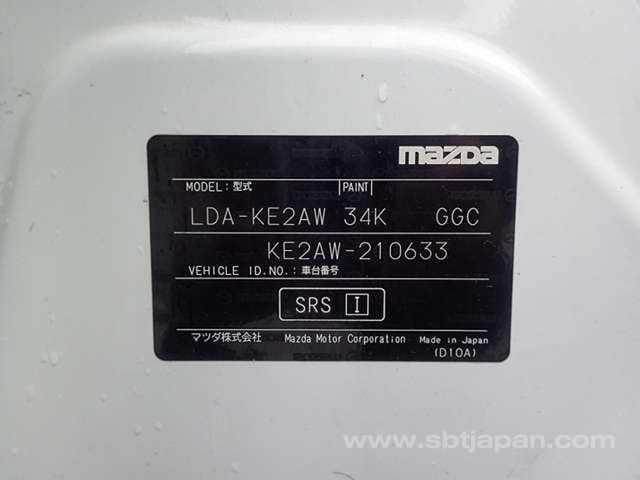 mazda
MODEL:型式 PAINT
LDA-KE2AW 34K GGC
KE2AW-210633
VEHICLE ID.NO.:車台番号
SRS I
マツダ株式会社 Mazda Motor Corporation Made in Japan
(D10A)
www.sbtjapan.com